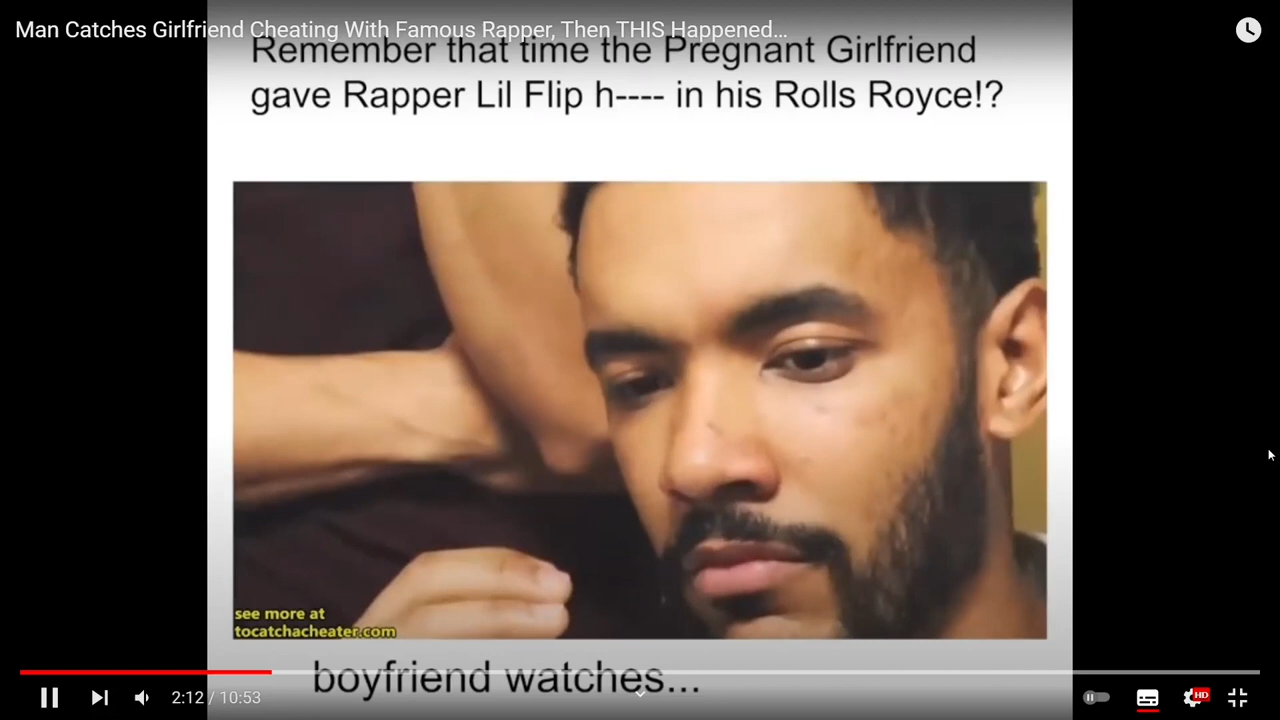 Man Catches Girlfriend Cheating With Famous Rapper, Then THIS Happened...
Remember that time the Pregnant Girlfriend
gave Rapper Lil Flip h---- in his Rolls Royce!?
see more at
tocatchacheater.com
boyfriend watches...
2:12 / 10:53
HD